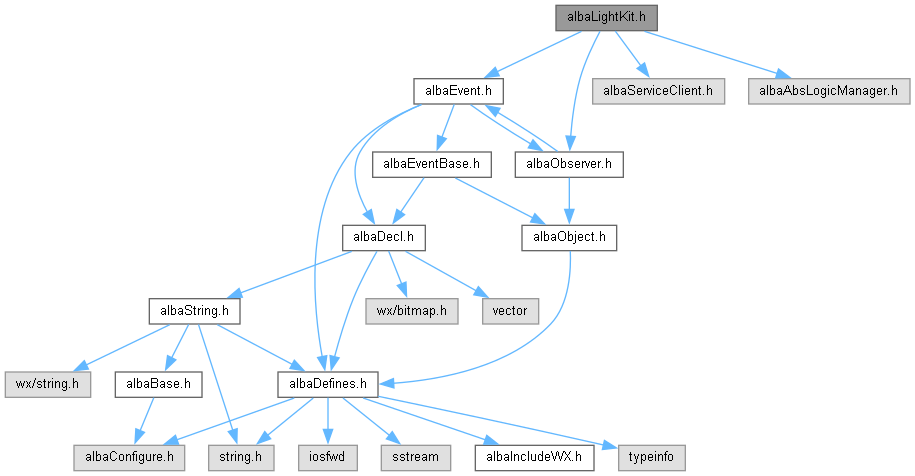 albaLightKit.h
albaEvent.h
albaServiceClient.h
albaAbsLogicManager.h
albaEventBase.h
albaObserver.h
albaDecl.h
albaObject.h
albaString.h
wx/bitmap.h
vector
wx/string.h
albaBase.h
albaDefines.h
albaConfigure.h
string.h
iosfwd
sstream
albaIncludeWX.h
typeinfo